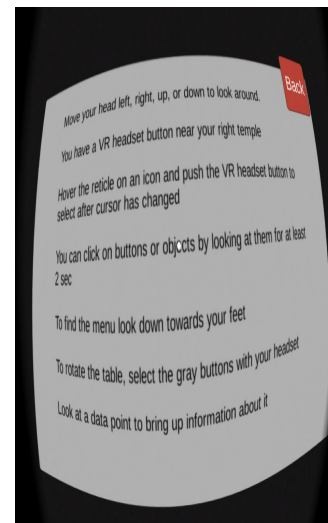 Back
Move your head left, right, up, or down to look around.
You have a VR headset button near your right temple
Hover the reticle on an icon and push the VR headset button to
select after cursor has changed
You can click on buttons or objects by looking at them for at least
2 sec
To find the menu look down towards your feet
To rotate the table, select the gray buttons with your headset
Look at a data point to bring up information about it